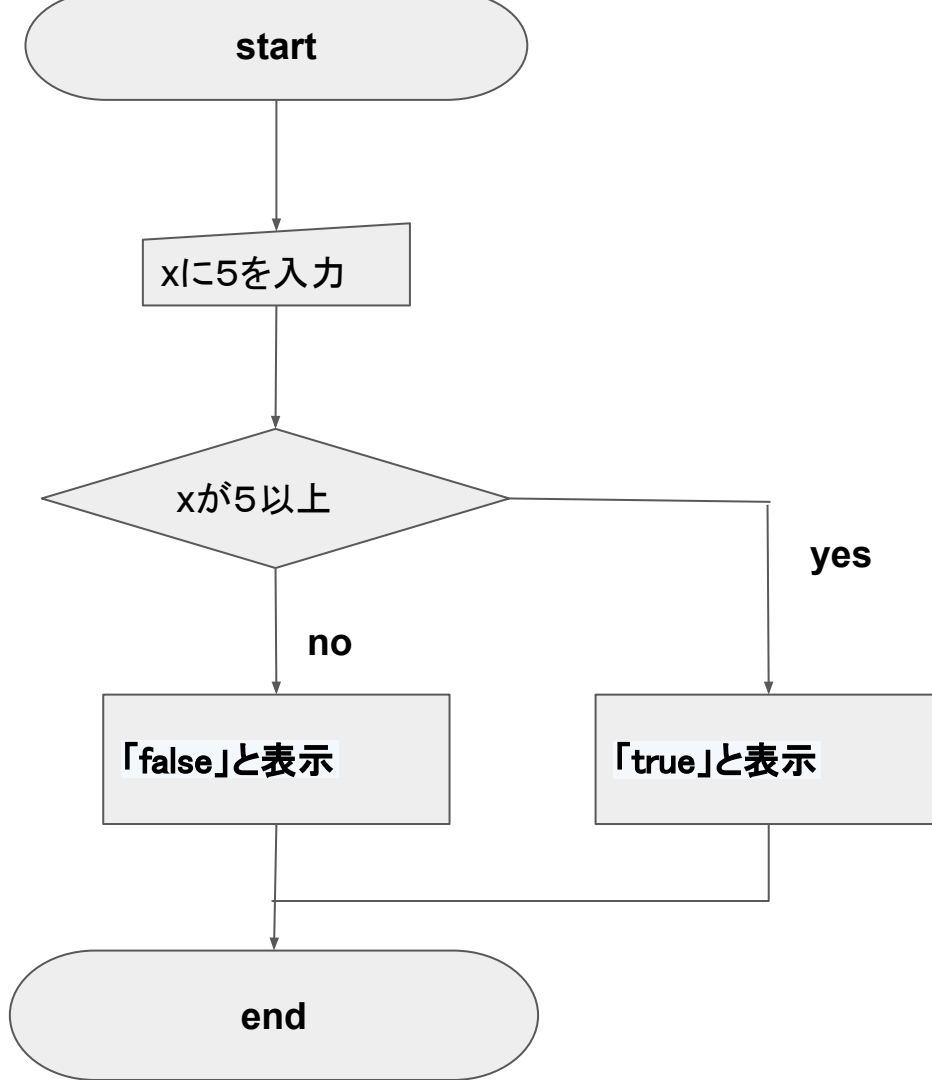 start
xに５を入力
xが５以上
yes
no
「false」と表示
「true」と表示
end